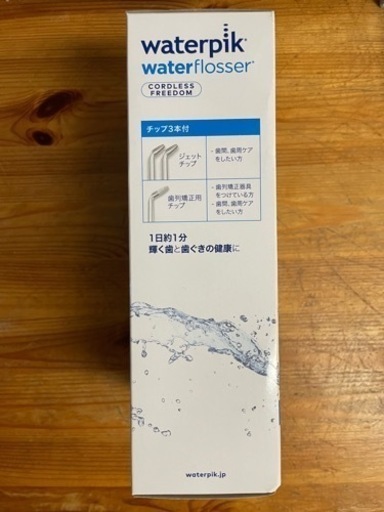 waterpik®
waterflosser®
CORDLESS
FREEDOM
チップ3本付
ジェット
チップ
・歯間、歯周ケア
をしたい方
歯列矯正用
チップ
・歯列矯正器具
をつけている方
・歯間、歯周ケア
をしたい方
1日約1分
輝く歯と歯ぐきの健康に
waterpik.jp